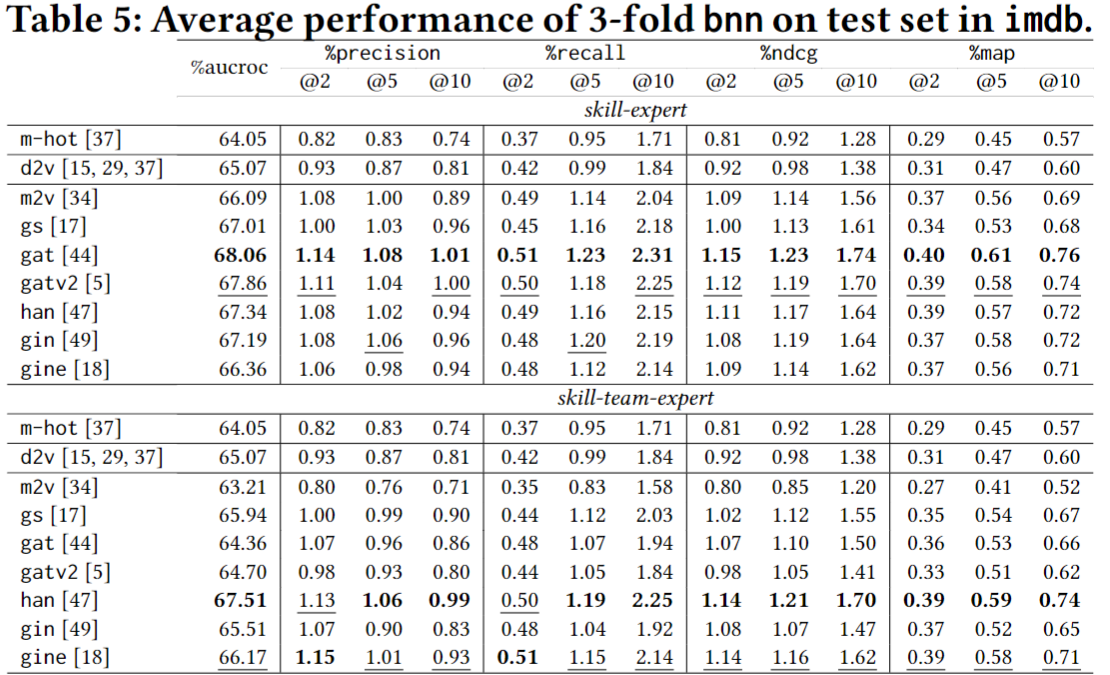 Table 5: Average performance of 3-fold bnn on test set in imdb.
%aucroc %precision %recall %ndcg %map
@2 @5 @10 @2 @5 @10 @2 @5 @10 @2 @5 @10
skill-expert
m-hot [37] 64.05 0.82 0.83 0.74 0.37 0.95 1.71 0.81 0.92 1.28 0.29 0.45 0.57
d2v [15, 29, 37] 65.07 0.93 0.87 0.81 0.42 0.99 1.84 0.92 0.98 1.38 0.31 0.47 0.60
m2v [34] 66.09 1.08 1.00 0.89 0.49 1.14 2.04 1.09 1.14 1.56 0.37 0.56 0.69
gs [17] 67.01 1.00 1.03 0.96 0.45 1.16 2.18 1.00 1.13 1.61 0.34 0.53 0.68
gat [44] 68.06 1.14 1.08 1.01 0.51 1.23 2.31 1.15 1.23 1.74 0.40 0.61 0.76
gatv2 [5] 67.86 1.11 1.04 1.00 0.50 1.18 2.25 1.12 1.19 1.70 0.39 0.58 0.74
han [47] 67.34 1.08 1.02 0.94 0.49 1.16 2.15 1.11 1.17 1.64 0.39 0.57 0.72
gin [49] 67.19 1.08 1.06 0.96 0.48 1.20 2.19 1.08 1.19 1.64 0.37 0.58 0.72
gine [18] 66.36 1.06 0.98 0.94 0.48 1.12 2.14 1.09 1.14 1.62 0.37 0.56 0.71
skill-team-expert
m-hot [37] 64.05 0.82 0.83 0.74 0.37 0.95 1.71 0.81 0.92 1.28 0.29 0.45 0.57
d2v [15, 29, 37] 65.07 0.93 0.87 0.81 0.42 0.99 1.84 0.92 0.98 1.38 0.31 0.47 0.60
m2v [34] 63.21 0.80 0.76 0.71 0.35 0.83 1.58 0.80 0.85 1.20 0.27 0.41 0.52
gs [17] 65.94 1.00 0.99 0.90 0.44 1.12 2.03 1.02 1.12 1.55 0.35 0.54 0.67
gat [44] 64.36 1.07 0.96 0.86 0.48 1.07 1.94 1.07 1.10 1.50 0.36 0.53 0.66
gatv2 [5] 64.70 0.98 0.93 0.80 0.44 1.05 1.84 0.98 1.05 1.41 0.33 0.51 0.62
han [47] 67.51 1.13 1.06 0.99 0.50 1.19 2.25 1.14 1.21 1.70 0.39 0.59 0.74
gin [49] 65.51 1.07 0.90 0.83 0.48 1.04 1.92 1.08 1.07 1.47 0.37 0.52 0.65
gine [18] 66.17 1.15 1.01 0.93 0.51 1.15 2.14 1.14 1.16 1.62 0.39 0.58 0.71